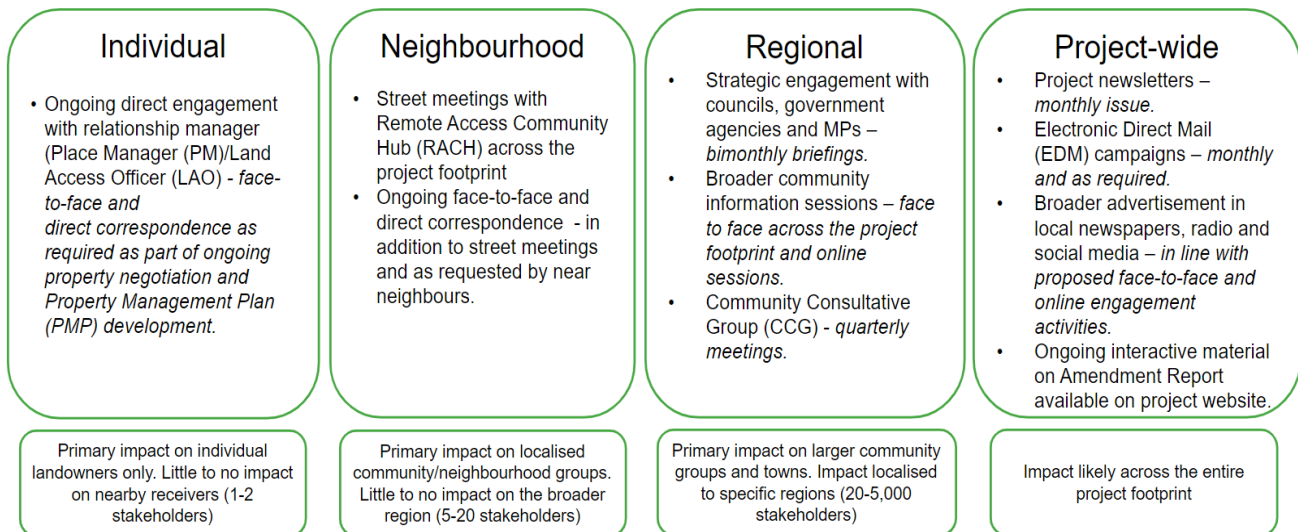 Individual
• Ongoing direct engagement
with relationship manager
(Place Manager (PM)/Land
Access Officer (LAO) - face-
to-face and
direct correspondence as
required as part of ongoing
property negotiation and
Property Management Plan
(PMP) development.
Primary impact on individual
landowners only. Little to no impact
on nearby receivers (1-2
stakeholders)
Neighbourhood
• Street meetings with
Remote Access Community
Hub (RACH) across the
project footprint
• Ongoing face-to-face and
direct correspondence - in
addition to street meetings
and as requested by near
neighbours.
Primary impact on localised
community/neighbourhood groups.
Little to no impact on the broader
region (5-20 stakeholders)
Regional
• Strategic engagement with
councils, government
agencies and MPs –
bimonthly briefings.
• Broader community
information sessions – face
to face across the project
footprint and online
sessions.
• Community Consultative
Group (CCG) - quarterly
meetings.
Primary impact on larger community
groups and towns. Impact localised
to specific regions (20-5,000
stakeholders)
Project-wide
• Project newsletters –
monthly issue.
• Electronic Direct Mail
(EDM) campaigns – monthly
and as required.
• Broader advertisement in
local newspapers, radio and
social media – in line with
proposed face-to-face and
online engagement
activities.
• Ongoing interactive material
on Amendment Report
available on project website.
Impact likely across the entire
project footprint